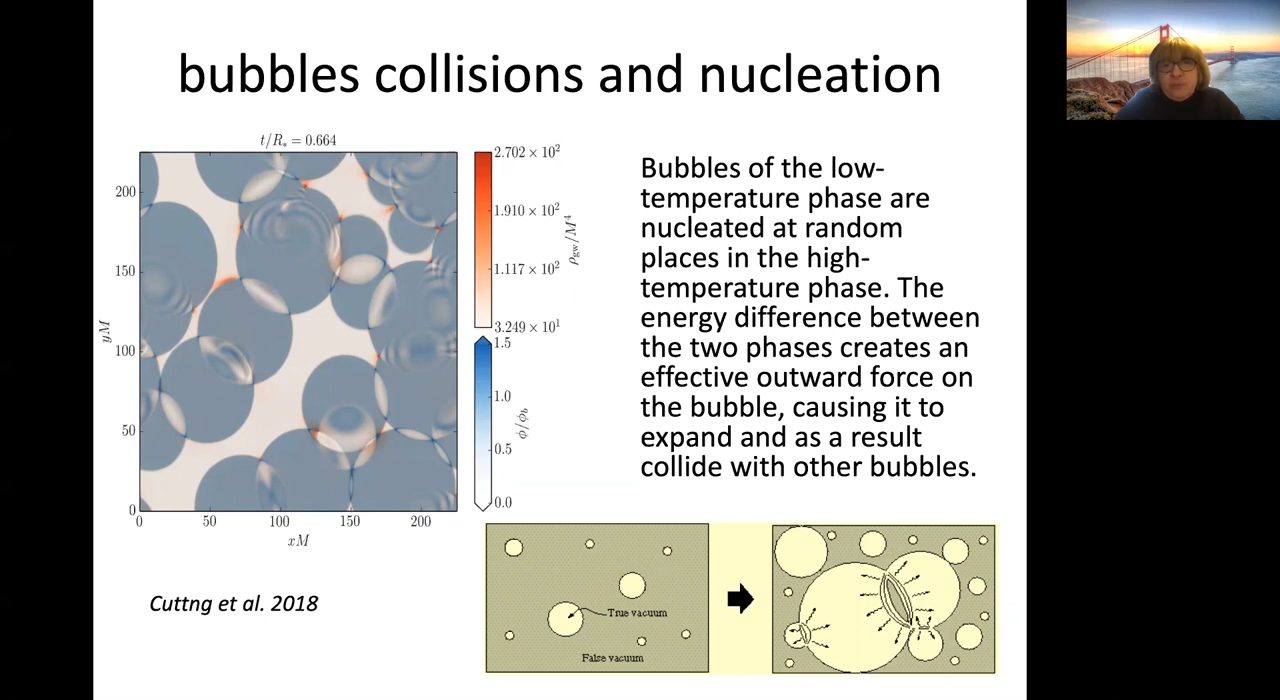 bubbles collisions and nucleation
t/R* = 0.664
200
150
100
50
0
yM
0 50 100 150 200
xM
2.702 × 10²
1.910 × 10²
1.117 × 10²
3.249 × 10¹
ρgw/M⁴
1.5
1.0
0.5
0.0
ϕ/ϕb
Bubbles of the low-
temperature phase are
nucleated at random
places in the high-
temperature phase. The
energy difference between
the two phases creates an
effective outward force on
the bubble, causing it to
expand and as a result
collide with other bubbles.
Cuttng et al. 2018
True vacuum
False vacuum